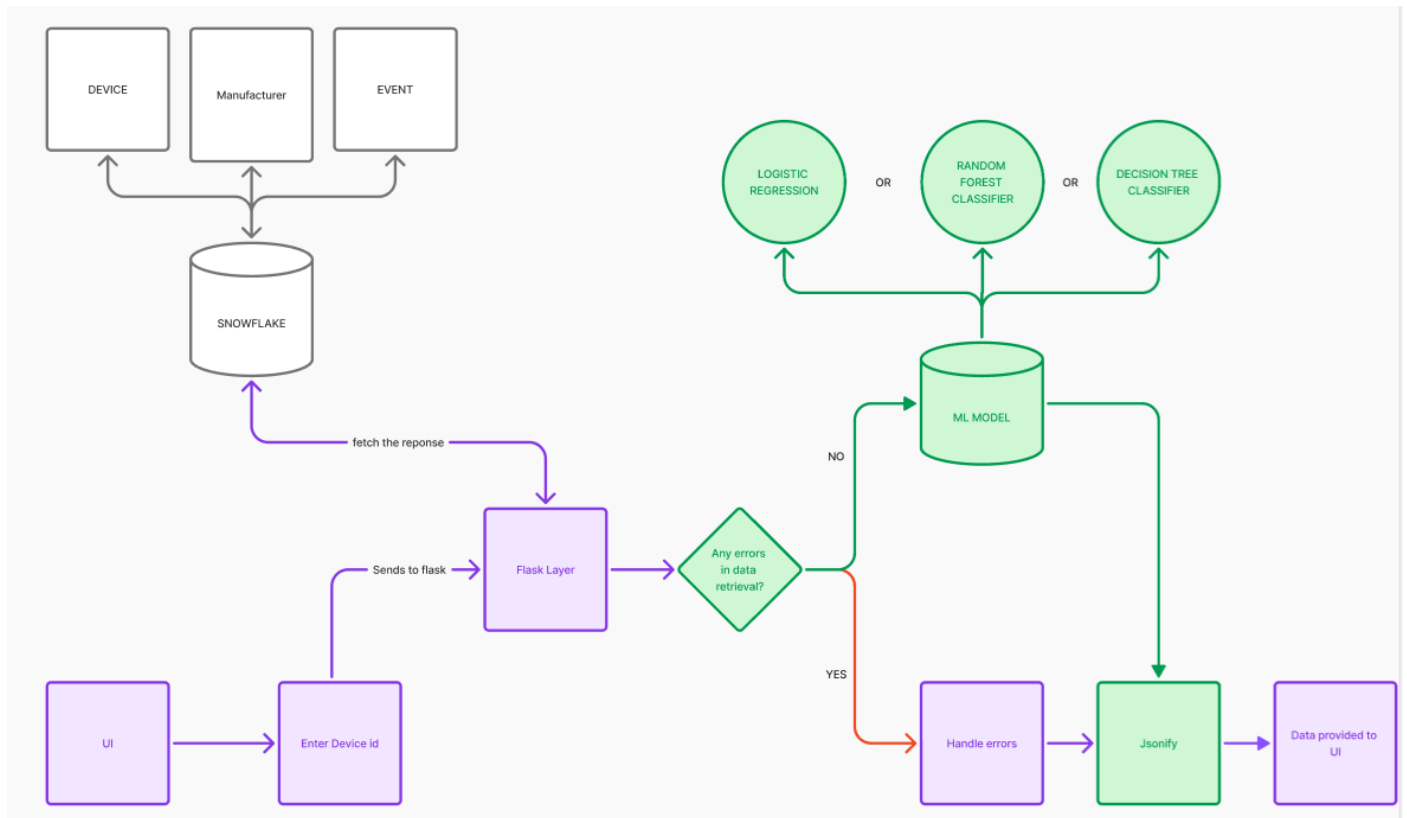 DEVICE
Manufacturer
EVENT
LOGISTIC
REGRESSION
OR
RANDOM
FOREST
CLASSIFIER
OR
DECISION TREE
CLASSIFIER
SNOWFLAKE
ML MODEL
fetch the reponse
NO
Any errors
in data
retrieval?
Sends to flask
Flask Layer
YES
UI
Enter Device id
Handle errors
Jsonify
Data provided to
UI